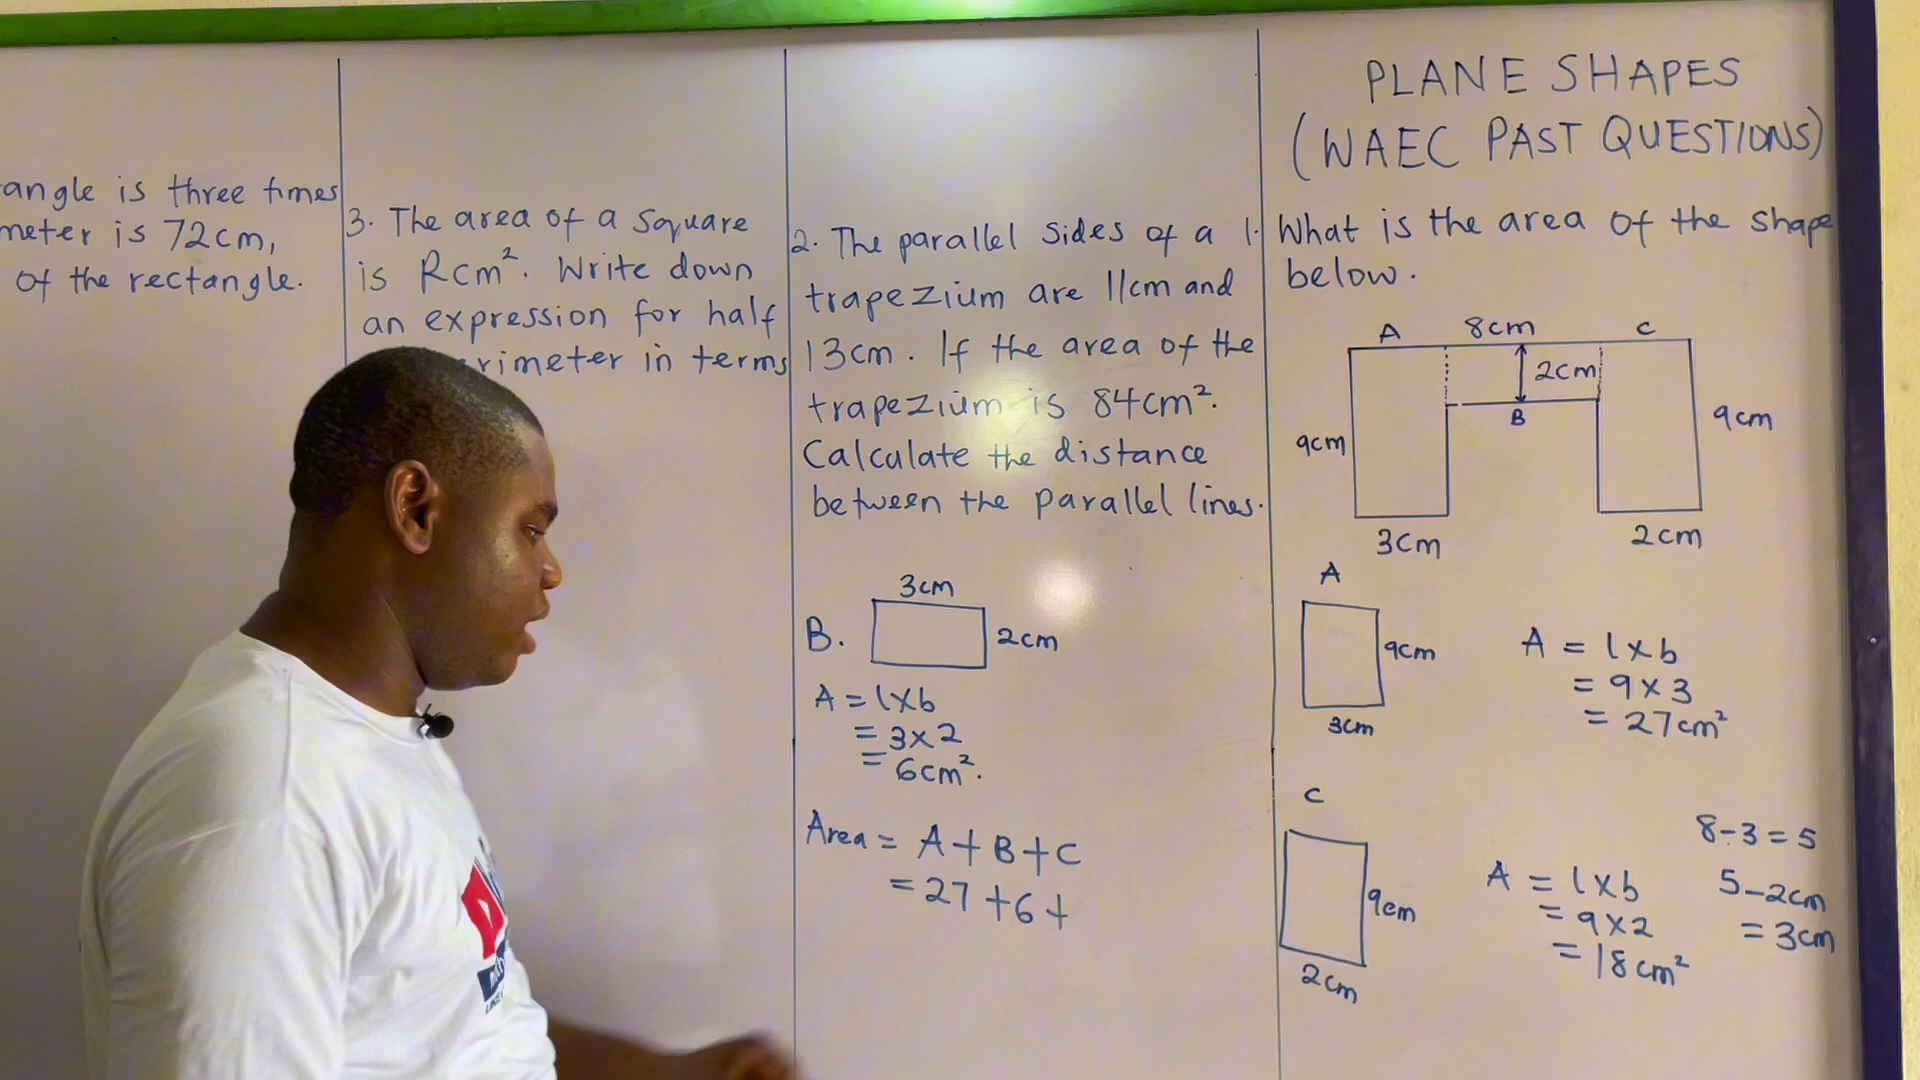 PLANE SHAPES
(WAEC PAST QUESTIONS)
1. What is the area of the shape
below.
A 8cm C
2cm
B
9cm
9cm
3cm
2cm
A
9cm
3cm
A = l x b
= 9 x 3
= 27cm²
C
9cm
2cm
A = l x b
= 9 x 2
= 18cm²
8-3=5
5-2cm
= 3cm
2. The parallel sides of a
trapezium are 11cm and
13cm. If the area of the
trapezium is 84cm².
Calculate the distance
between the parallel lines.
3cm
B.
2cm
A = l x b
= 3 x 2
= 6cm².
Area = A + B + C
= 27 + 6 +
3. The area of a square
is Rcm². Write down
an expression for half
rimeter in terms
angle is three times
meter is 72cm,
of the rectangle.